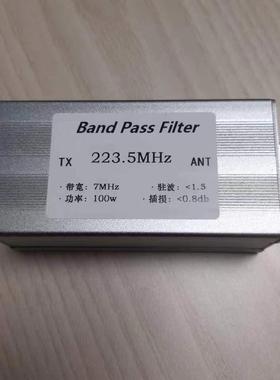 Band Pass Filter
TX 223.5MHz ANT
· 带宽: 7MHz · 驻波: <1.5
· 功率: 100w · 插损: <0.8db